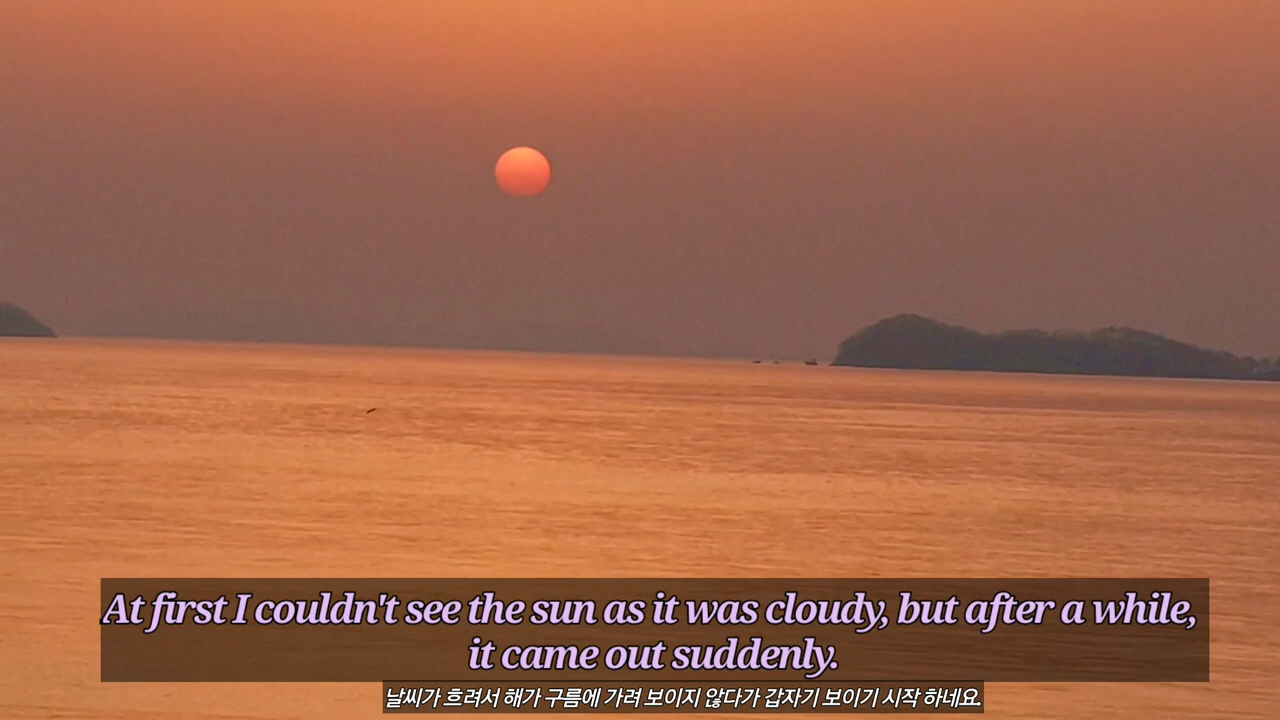 At first I couldn't see the sun as it was cloudy, but after a while,
it came out suddenly.
날씨가 흐려서 해가 구름에 가려 보이지 않다가 갑자기 보이기 시작 하네요.